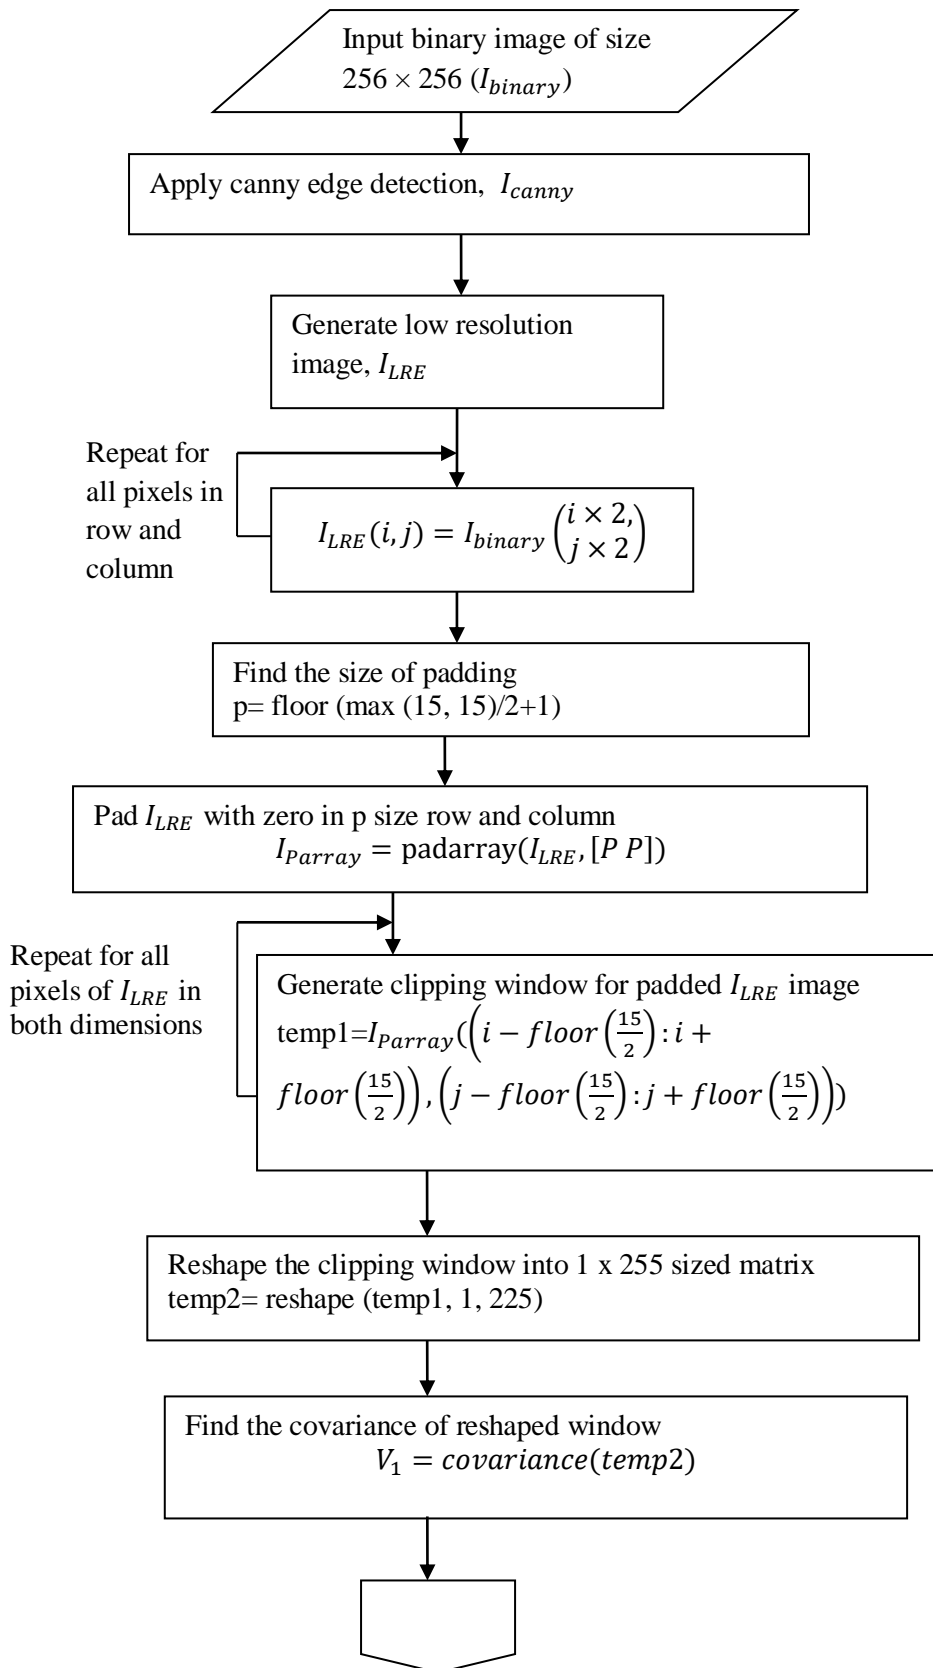 Input binary image of size
256 × 256 (I_binary)
Apply canny edge detection, I_canny
Generate low resolution
image, I_LRE
Repeat for
all pixels in
row and
column
I_LRE(i, j) = I_binary (i × 2,
j × 2)
Find the size of padding
p= floor (max (15, 15)/2+1)
Pad I_LRE with zero in p size row and column
I_Parray = padarray(I_LRE, [P P])
Repeat for all
pixels of I_LRE in
both dimensions
Generate clipping window for padded I_LRE image
temp1=I_Parray((i − floor(15/2): i +
floor(15/2)), (j − floor(15/2): j + floor(15/2)))
Reshape the clipping window into 1 x 255 sized matrix
temp2= reshape (temp1, 1, 225)
Find the covariance of reshaped window
V_1 = covariance(temp2)